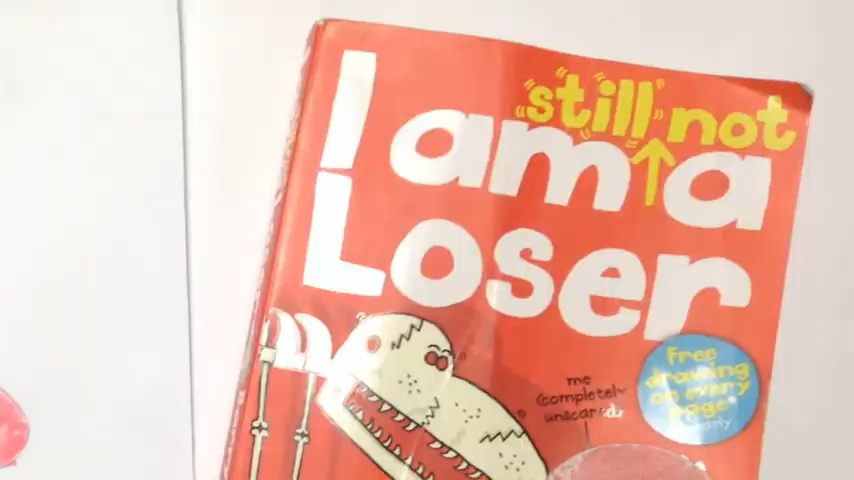 still not
I am a
Loser
Free
drawing
on every
page*
me
(completely
unscared)